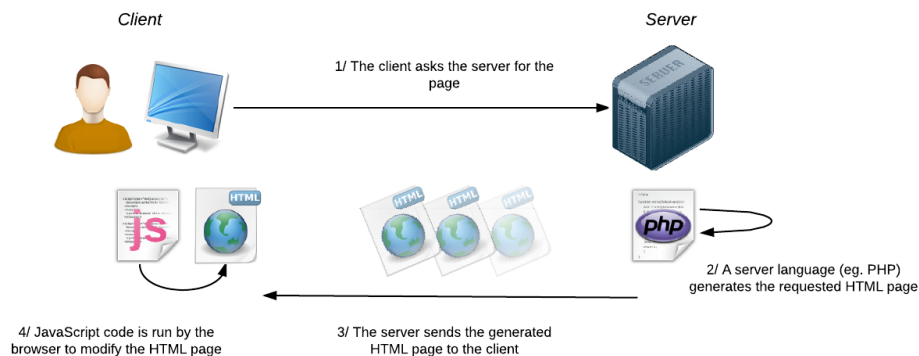 Client
Server
1/ The client asks the server for the
page
SERVER
js
HTML
HTML
HTML
HTML
php
2/ A server language (eg. PHP)
generates the requested HTML page
4/ JavaScript code is run by the
browser to modify the HTML page
3/ The server sends the generated
HTML page to the client